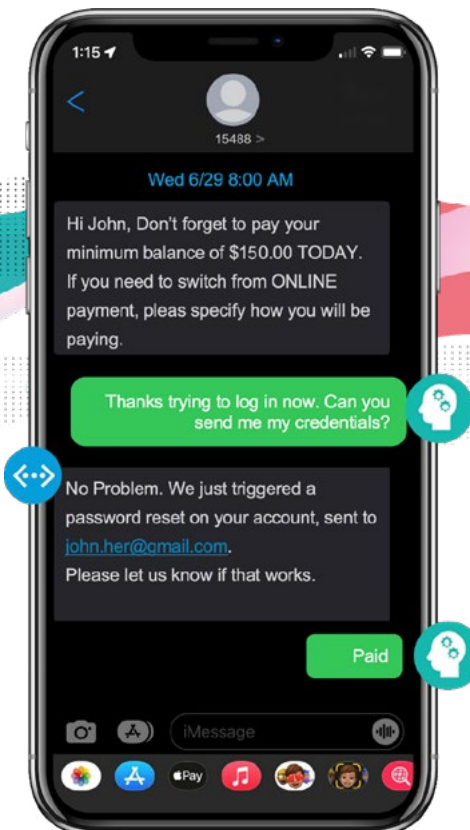 1:15
15488 >
Wed 6/29 8:00 AM
Hi John, Don't forget to pay your
minimum balance of $150.00 TODAY.
If you need to switch from ONLINE
payment, pleas specify how you will be
paying.
Thanks trying to log in now. Can you
send me my credentials?
No Problem. We just triggered a
password reset on your account, sent to
john.her@gmail.com.
Please let us know if that works.
Paid
iMessage
Pay